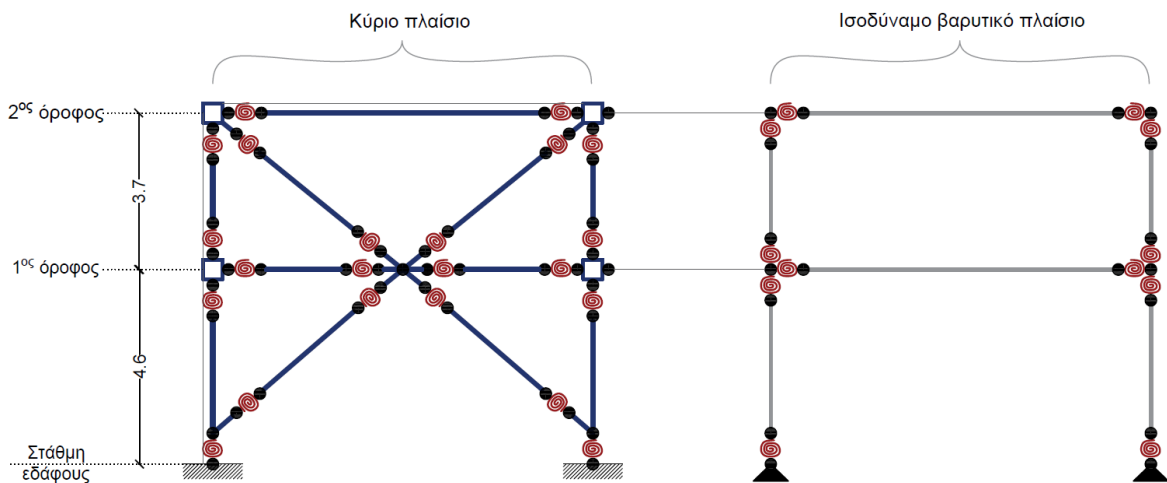 Κύριο πλαίσιο
Ισοδύναμο βαρυτικό πλαίσιο
2ος όροφος
3.7
1ος όροφος
4.6
Στάθμη
εδάφους